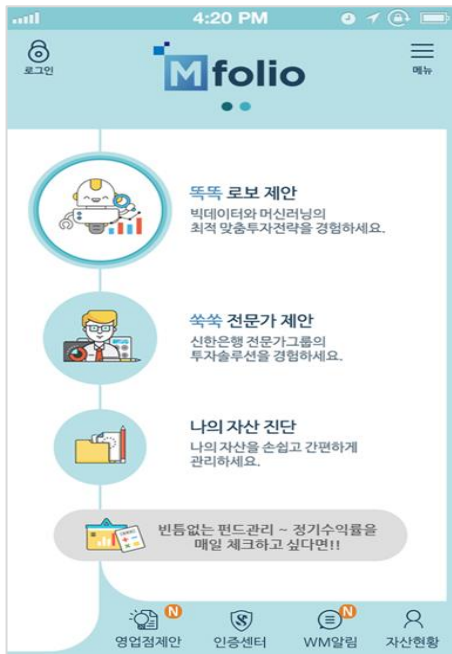 4:20 PM
로그인
Mfolio
메뉴
똑똑 로보 제안
빅데이터와 머신러닝의
최적 맞춤투자전략을 경험하세요.
쑥쑥 전문가 제안
신한은행 전문가그룹의
투자솔루션을 경험하세요.
나의 자산 진단
나의 자산을 손쉽고 간편하게
관리하세요.
빈틈없는 펀드관리 ~ 정기수익률을
매일 체크하고 싶다면!!
N
N
영업점제안
인증센터
WM알림
자산현황